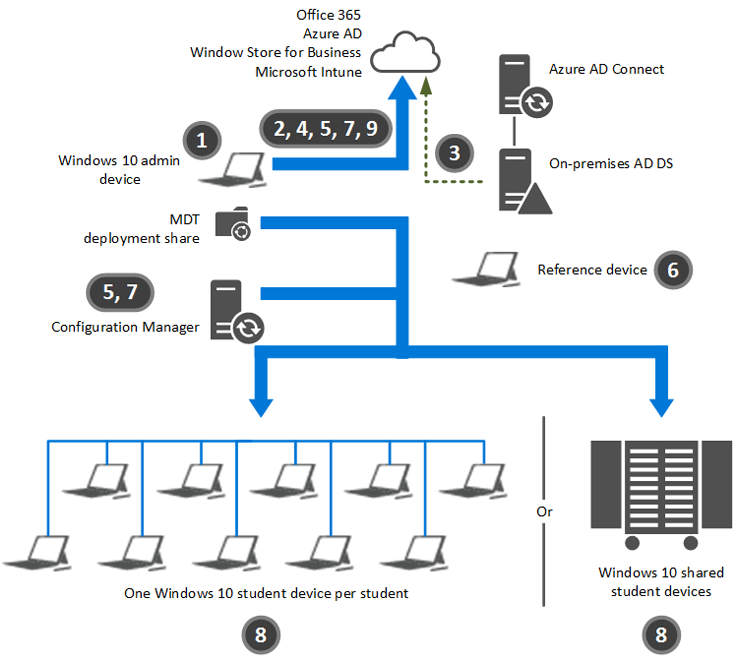 Office 365
Azure AD
Window Store for Business
Microsoft Intune
Azure AD Connect
2, 4, 5, 7, 9
1
3
Windows 10 admin
device
On-premises AD DS
MDT
deployment share
Reference device
6
5, 7
Configuration Manager
Or
One Windows 10 student device per student
Windows 10 shared
student devices
8
8